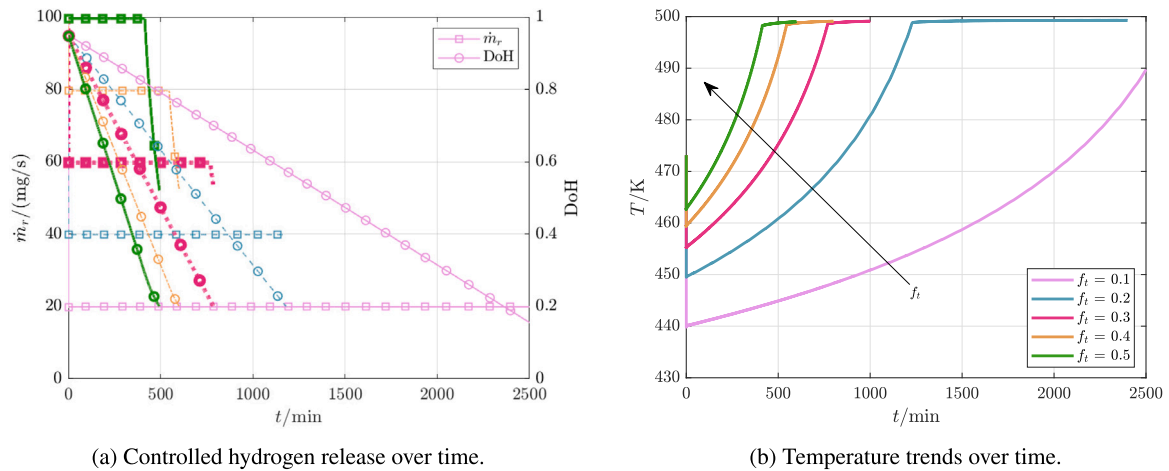 100
80
60
40
20
0
0
500
1000
1500
2000
2500
1
0.8
0.6
0.4
0.2
0
ṁ_r/(mg/s)
DoH
t/min
ṁ_r
DoH
(a) Controlled hydrogen release over time.
500
490
480
470
460
450
440
430
0
500
1000
1500
2000
2500
T/K
t/min
f_t
f_t = 0.1
f_t = 0.2
f_t = 0.3
f_t = 0.4
f_t = 0.5
(b) Temperature trends over time.